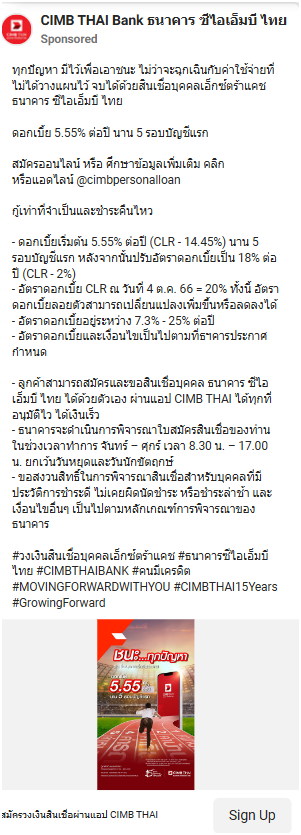 CIMB THAI Bank ธนาคาร ซีไอเอ็มบี ไทย
Sponsored
ทุกปัญหา มีไว้เพื่อเอาชนะ ไม่ว่าจะฉุกเฉินกับค่าใช้จ่ายที่
ไม่ได้วางแผนไว้ จบได้ด้วยสินเชื่อบุคคลเอ็กซ์ตร้าแคช
ธนาคาร ซีไอเอ็มบี ไทย
ดอกเบี้ย 5.55% ต่อปี นาน 5 รอบบัญชีแรก
สมัครออนไลน์ หรือ ศึกษาข้อมูลเพิ่มเติม คลิก
หรือแอดไลน์ @cimbpersonalloan
กู้เท่าที่จำเป็นและชำระคืนไหว
- ดอกเบี้ยเริ่มต้น 5.55% ต่อปี (CLR - 14.45%) นาน 5
รอบบัญชีแรก หลังจากนั้นปรับอัตราดอกเบี้ยเป็น 18% ต่อ
ปี (CLR - 2%)
- อัตราดอกเบี้ย CLR ณ วันที่ 4 ต.ค. 66 = 20% ทั้งนี้ อัตรา
ดอกเบี้ยลอยตัวสามารถเปลี่ยนแปลงเพิ่มขึ้นหรือลดลงได้
- อัตราดอกเบี้ยอยู่ระหว่าง 7.3% - 25% ต่อปี
- อัตราดอกเบี้ยและเงื่อนไขเป็นไปตามที่ธฯคารประกาศ
กำหนด
- ลูกค้าสามารถสมัครและขอสินเชื่อบุคคล ธนาคาร ซีไอ
เอ็มบี ไทย ได้ด้วยตัวเอง ผ่านแอป CIMB THAI ได้ทุกที่
อนุมัติไว ได้เงินเร็ว
- ธนาคารจะดำเนินการพิจารณาใบสมัครสินเชื่อของท่าน
ในช่วงเวลาทำการ จันทร์ – ศุกร์ เวลา 8.30 น. – 17.00
น. ยกเว้นวันหยุดและวันนักขัตฤกษ์
- ขอสงวนสิทธิ์ในการพิจารณาสินเชื่อสำหรับบุคคลที่มี
ประวัติการชำระดี ไม่เคยผิดนัดชำระ หรือชำระล่าช้า และ
เงื่อนไขอื่นๆ เป็นไปตามหลักเกณฑ์การพิจารณาของ
ธนาคาร
#วงเงินสินเชื่อบุคคลเอ็กซ์ตร้าแคช #ธนาคารซีไอเอ็มบี
ไทย #CIMBTHAIBANK #คนมีเครดิต
#MOVINGFORWARDWITHYOU #CIMBTHAI15Years
#GrowingForward
ชนะ...ทุกปัญหา
5.55
CIMB THAI
สมัครวงเงินสินเชื่อผ่านแอป CIMB THAI
Sign Up